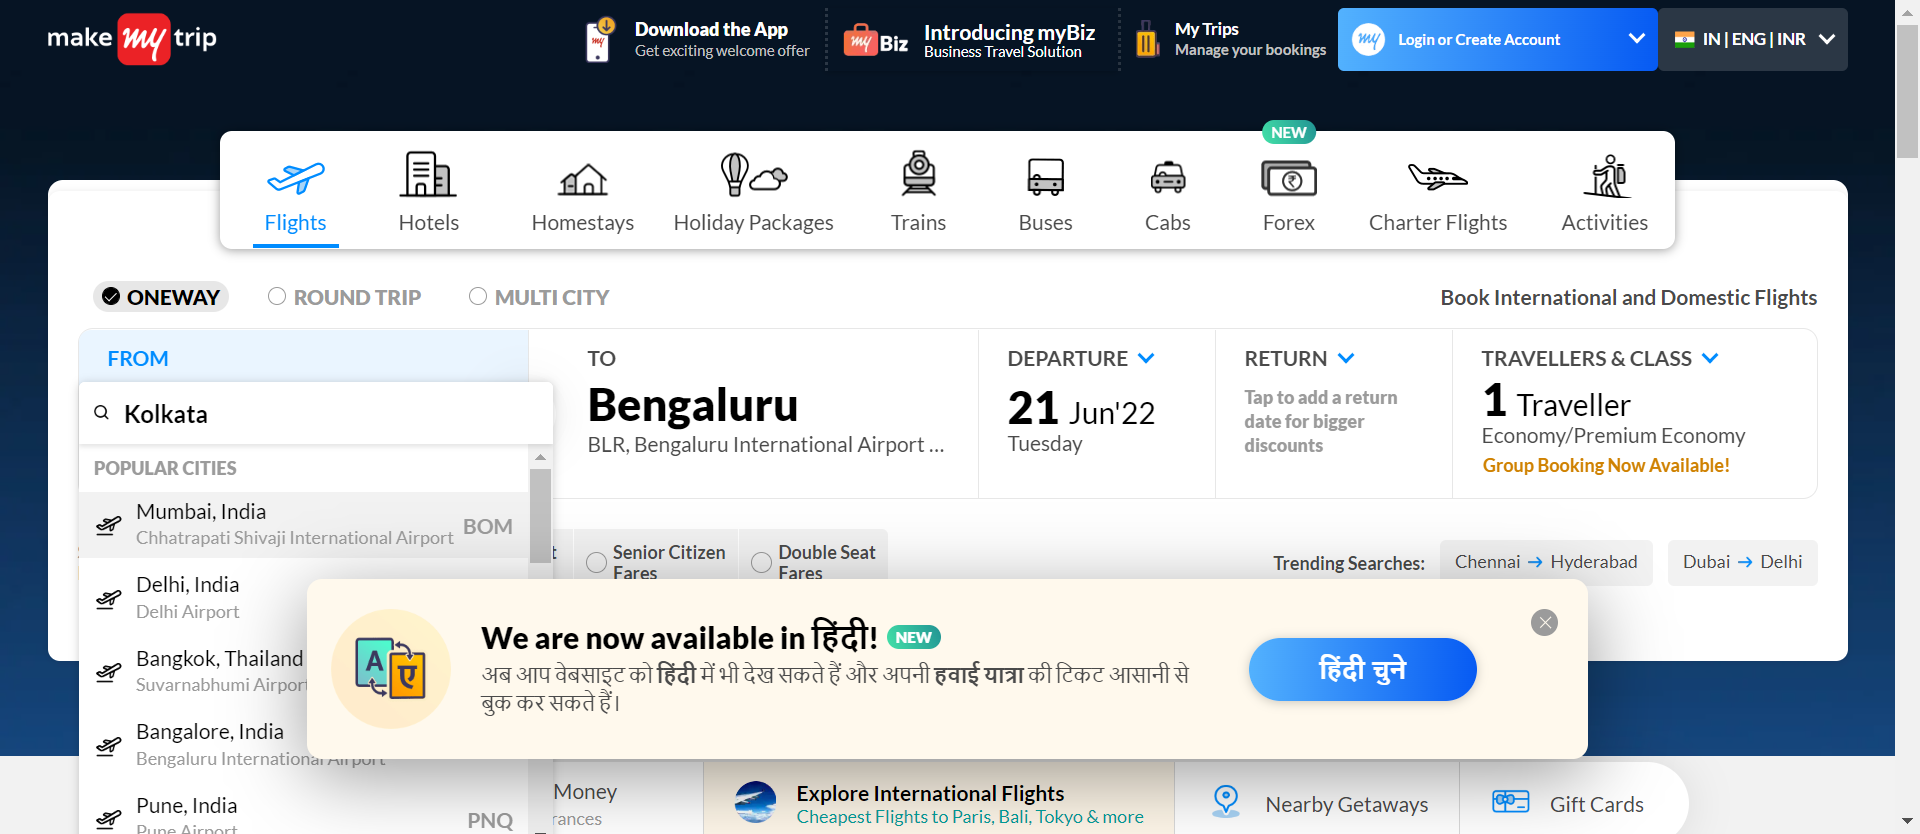 make my trip
Download the App
Get exciting welcome offer
my Biz
Introducing myBiz
Business Travel Solution
My Trips
Manage your bookings
my Login or Create Account
IN | ENG | INR
NEW
Flights
Hotels
Homestays
Holiday Packages
Trains
Buses
Cabs
Forex
Charter Flights
Activities
ONEWAY
ROUND TRIP
MULTI CITY
Book International and Domestic Flights
FROM
Kolkata
POPULAR CITIES
Mumbai, India
Chhatrapati Shivaji International Airport
BOM
Delhi, India
Delhi Airport
Bangkok, Thailand
Suvarnabhumi Airport
Bangalore, India
Bengaluru International Airport
Pune, India
Pune Airport
PNQ
TO
Bengaluru
BLR, Bengaluru International Airport ...
DEPARTURE
21 Jun'22
Tuesday
RETURN
Tap to add a return
date for bigger
discounts
TRAVELLERS & CLASS
1 Traveller
Economy/Premium Economy
Group Booking Now Available!
Senior Citizen
Fares
Double Seat
Fares
Trending Searches:
Chennai → Hyderabad
Dubai → Delhi
A ए
We are now available in हिंदी! NEW
अब आप वेबसाइट को हिंदी में भी देख सकते हैं और अपनी हवाई यात्रा की टिकट आसानी से
बुक कर सकते हैं।
हिंदी चुने
Money
rances
Explore International Flights
Cheapest Flights to Paris, Bali, Tokyo & more
Nearby Getaways
Gift Cards